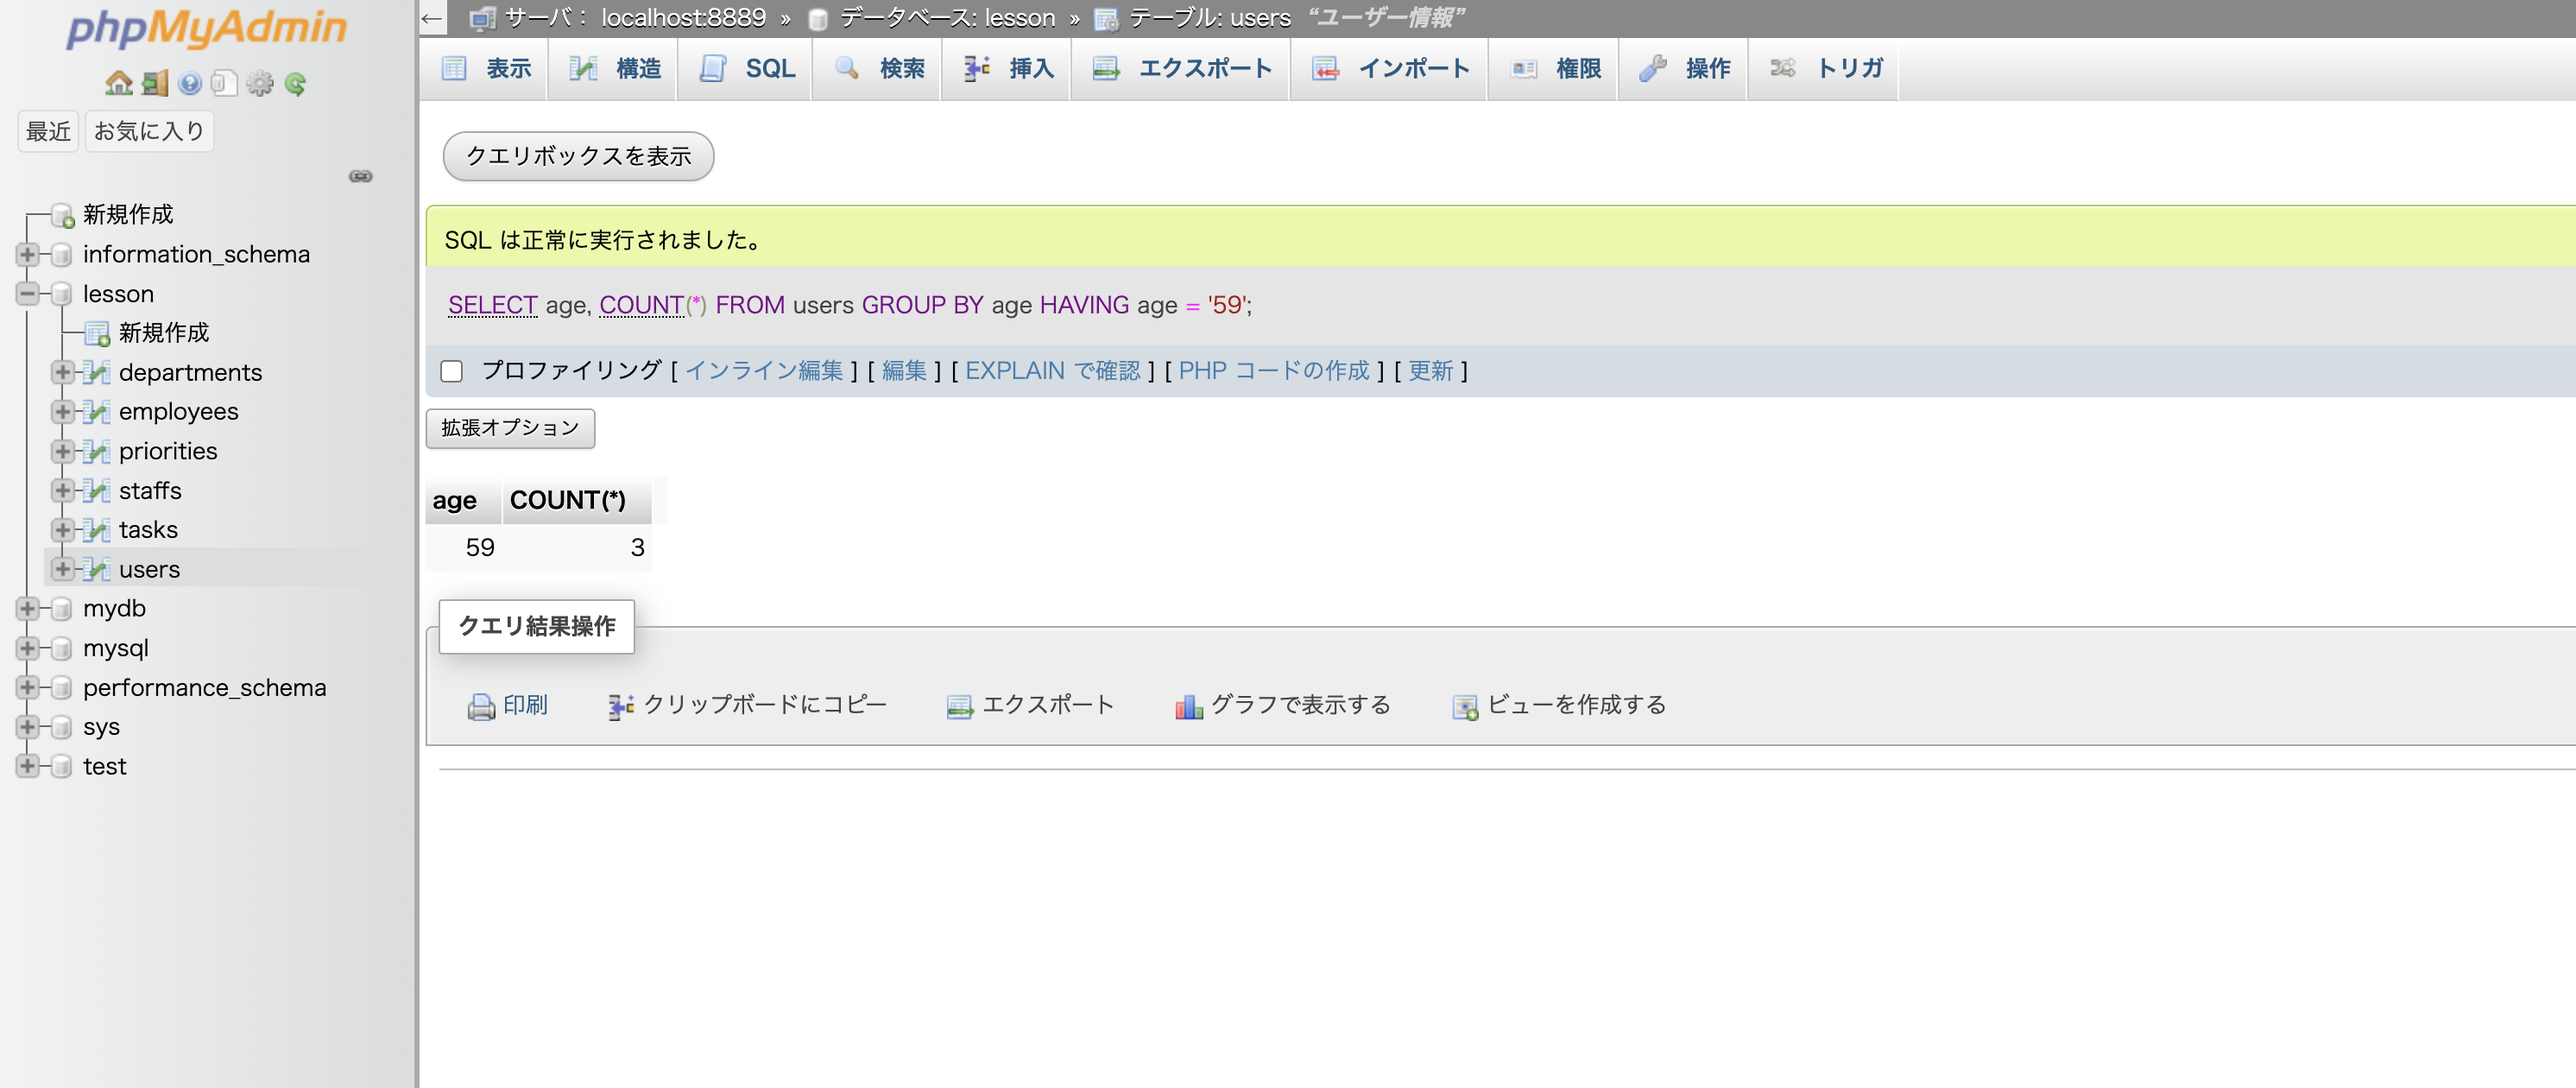 phpMyAdmin
最近 お気に入り
新規作成
information_schema
lesson
新規作成
departments
employees
priorities
staffs
tasks
users
mydb
mysql
performance_schema
sys
test
← サーバ： localhost:8889 » データベース: lesson » テーブル: users “ユーザー情報”
表示 構造 SQL 検索 挿入 エクスポート インポート 権限 操作 トリガ
クエリボックスを表示
SQL は正常に実行されました。
SELECT age, COUNT(*) FROM users GROUP BY age HAVING age = '59';
プロファイリング [ インライン編集 ] [ 編集 ] [ EXPLAIN で確認 ] [ PHP コードの作成 ] [ 更新 ]
拡張オプション
age COUNT(*)
59 3
クエリ結果操作
印刷 クリップボードにコピー エクスポート グラフで表示する ビューを作成する